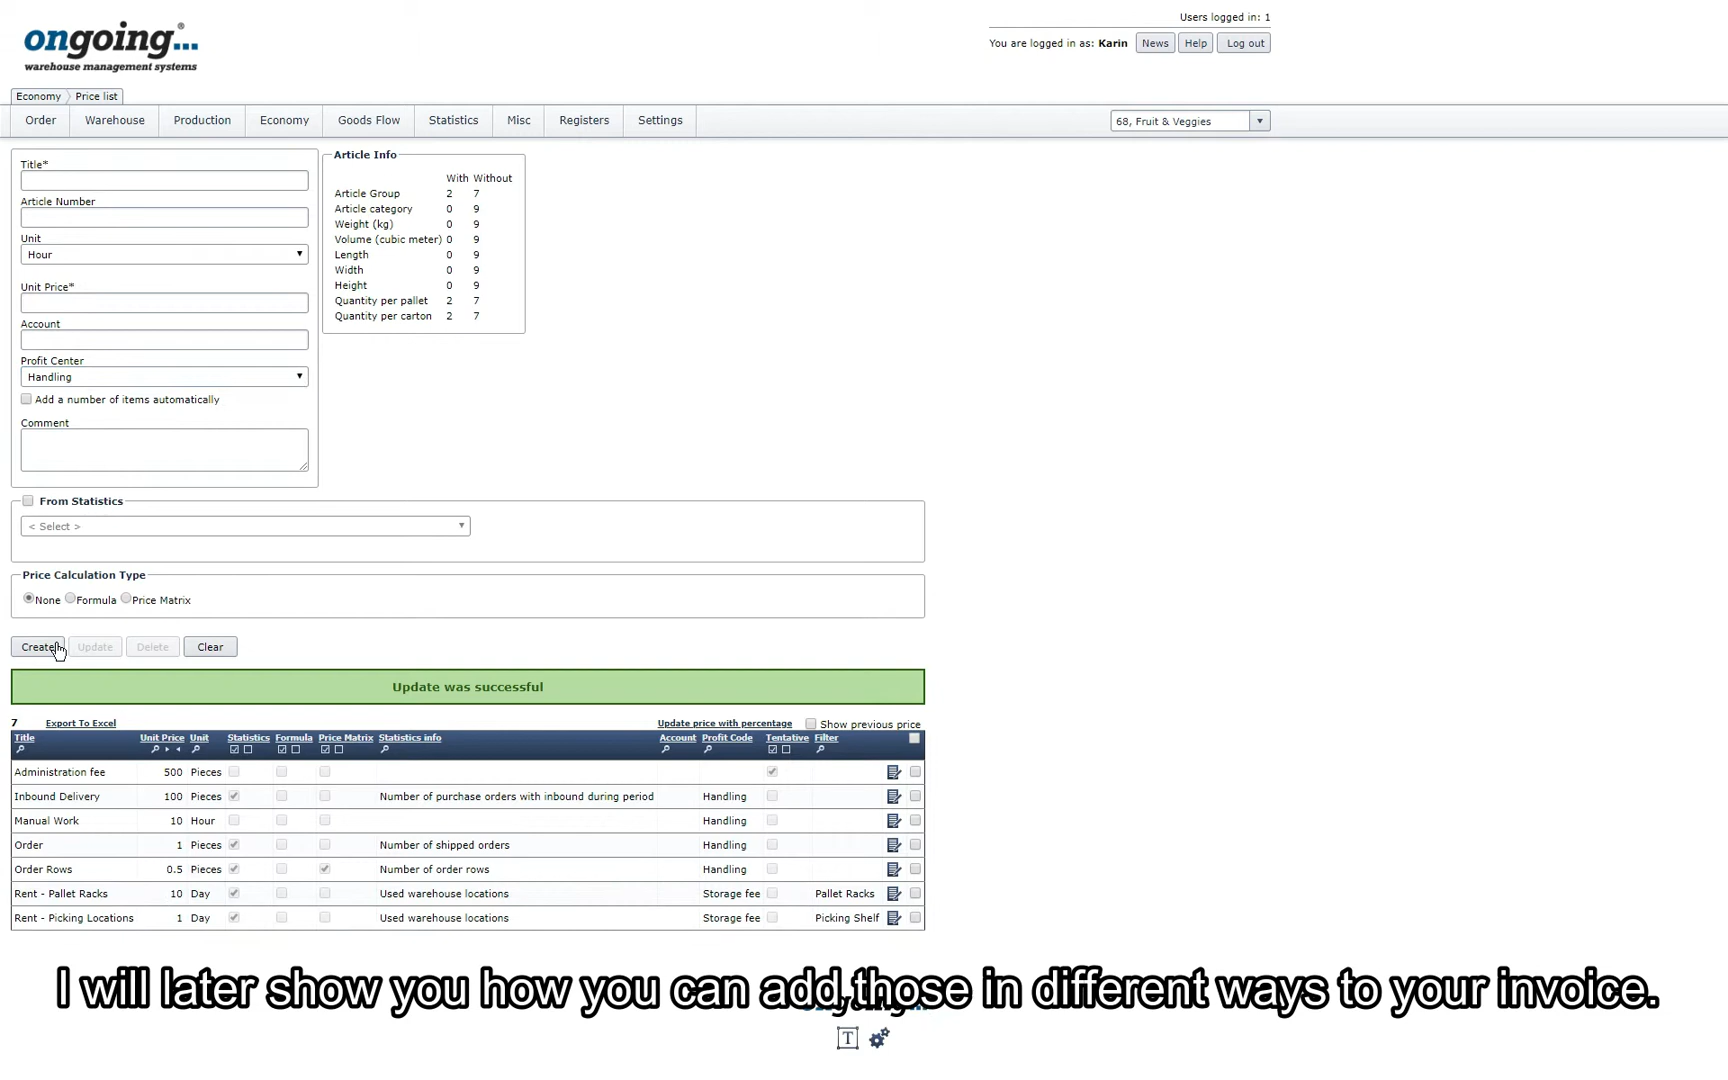 Users logged in: 1
ongoing...®
warehouse management systems
You are logged in as: Karin News Help Log out
Economy Price list
Order Warehouse Production Economy Goods Flow Statistics Misc Registers Settings 68, Fruit & Veggies
Title*
Article Number
Unit
Hour
Unit Price*
Account
Profit Center
Handling
Add a number of items automatically
Comment
Article Info
With Without
Article Group 2 7
Article category 0 9
Weight (kg) 0 9
Volume (cubic meter) 0 9
Length 0 9
Width 0 9
Height 0 9
Quantity per pallet 2 7
Quantity per carton 2 7
From Statistics
< Select >
Price Calculation Type
None Formula Price Matrix
Create Update Delete Clear
Update was successful
7 Export To Excel Update price with percentage Show previous price
Title Unit Price Unit Statistics Formula Price Matrix Statistics info Account Profit Code Tentative Filter
Administration fee 500 Pieces
Inbound Delivery 100 Pieces Number of purchase orders with inbound during period Handling
Manual Work 10 Hour Handling
Order 1 Pieces Number of shipped orders Handling
Order Rows 0.5 Pieces Number of order rows Handling
Rent - Pallet Racks 10 Day Used warehouse locations Storage fee Pallet Racks
Rent - Picking Locations 1 Day Used warehouse locations Storage fee Picking Shelf
I will later show you how you can add those in different ways to your invoice.
T